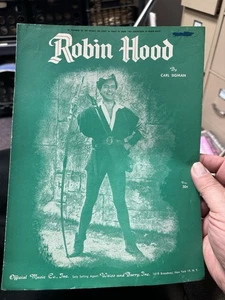 Robin Hood
By
CARL SIGMAN
Official Music Co., Inc. Sole Selling Agent Weiss and Barry Inc.